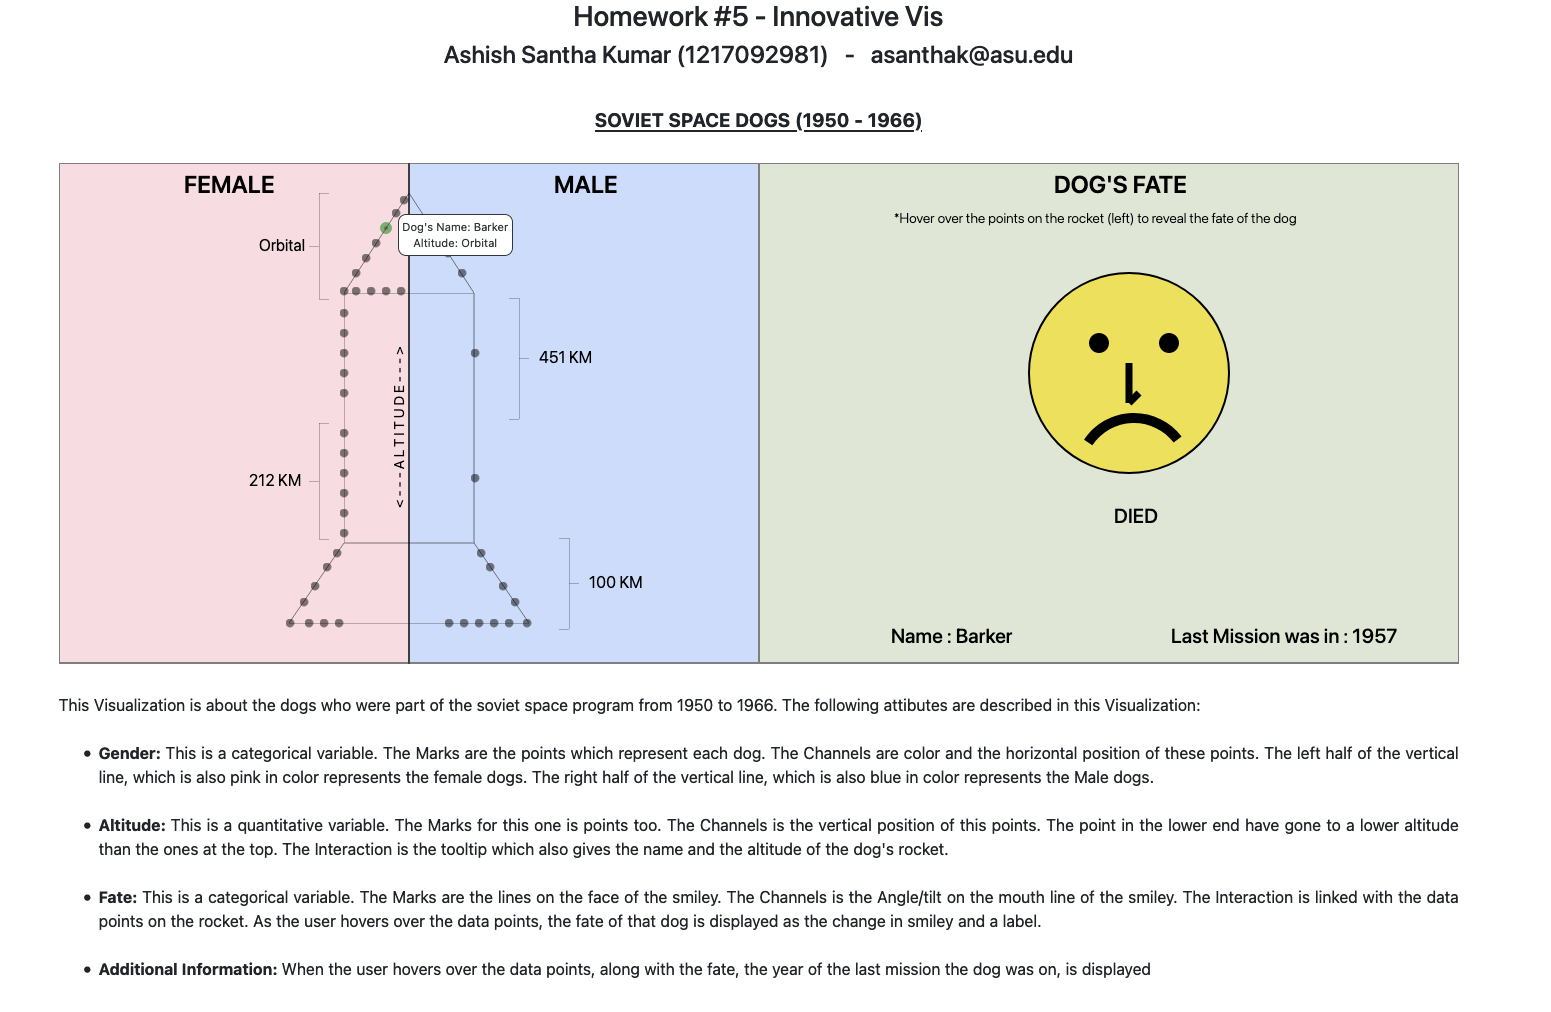 Homework #5 - Innovative Vis
Ashish Santha Kumar (1217092981) - asanthak@asu.edu
SOVIET SPACE DOGS (1950 - 1966)
FEMALE
MALE
DOG'S FATE
*Hover over the points on the rocket (left) to reveal the fate of the dog
Dog's Name: Barker
Altitude: Orbital
Orbital
451 KM
<---ALTITUDE--->
212 KM
100 KM
DIED
Name : Barker
Last Mission was in : 1957
This Visualization is about the dogs who were part of the soviet space program from 1950 to 1966. The following attibutes are described in this Visualization:
• Gender: This is a categorical variable. The Marks are the points which represent each dog. The Channels are color and the horizontal position of these points. The left half of the vertical
line, which is also pink in color represents the female dogs. The right half of the vertical line, which is also blue in color represents the Male dogs.
• Altitude: This is a quantitative variable. The Marks for this one is points too. The Channels is the vertical position of this points. The point in the lower end have gone to a lower altitude
than the ones at the top. The Interaction is the tooltip which also gives the name and the altitude of the dog's rocket.
• Fate: This is a categorical variable. The Marks are the lines on the face of the smiley. The Channels is the Angle/tilt on the mouth line of the smiley. The Interaction is linked with the data
points on the rocket. As the user hovers over the data points, the fate of that dog is displayed as the change in smiley and a label.
• Additional Information: When the user hovers over the data points, along with the fate, the year of the last mission the dog was on, is displayed